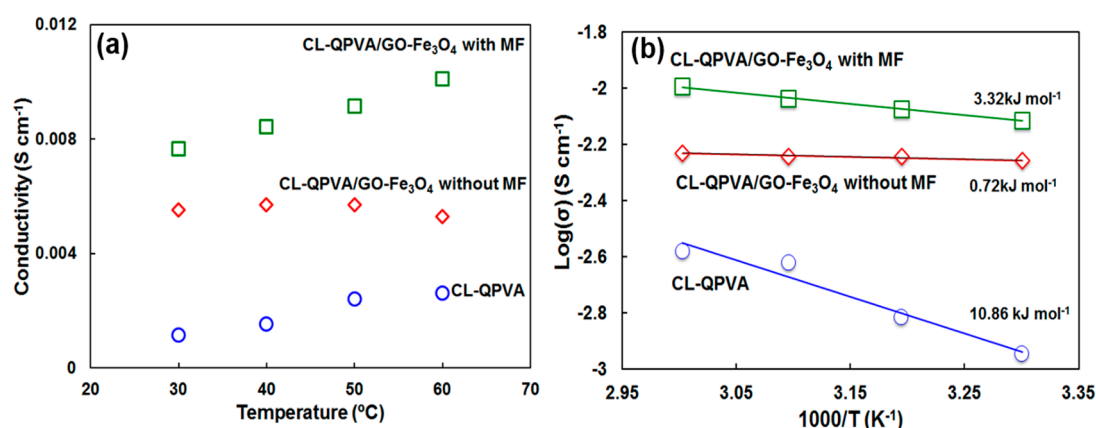 (a)
CL-QPVA/GO-Fe₃O₄ with MF
CL-QPVA/GO-Fe₃O₄ without MF
CL-QPVA
0.012
0.008
0.004
0
Conductivity (S cm⁻¹)
20 30 40 50 60 70
Temperature (ºC)
(b)
CL-QPVA/GO-Fe₃O₄ with MF
3.32kJ mol⁻¹
CL-QPVA/GO-Fe₃O₄ without MF
0.72kJ mol⁻¹
CL-QPVA
10.86 kJ mol⁻¹
-1.8
-2
-2.2
-2.4
-2.6
-2.8
-3
Log(σ) (S cm⁻¹)
2.95 3.05 3.15 3.25 3.35
1000/T (K⁻¹)